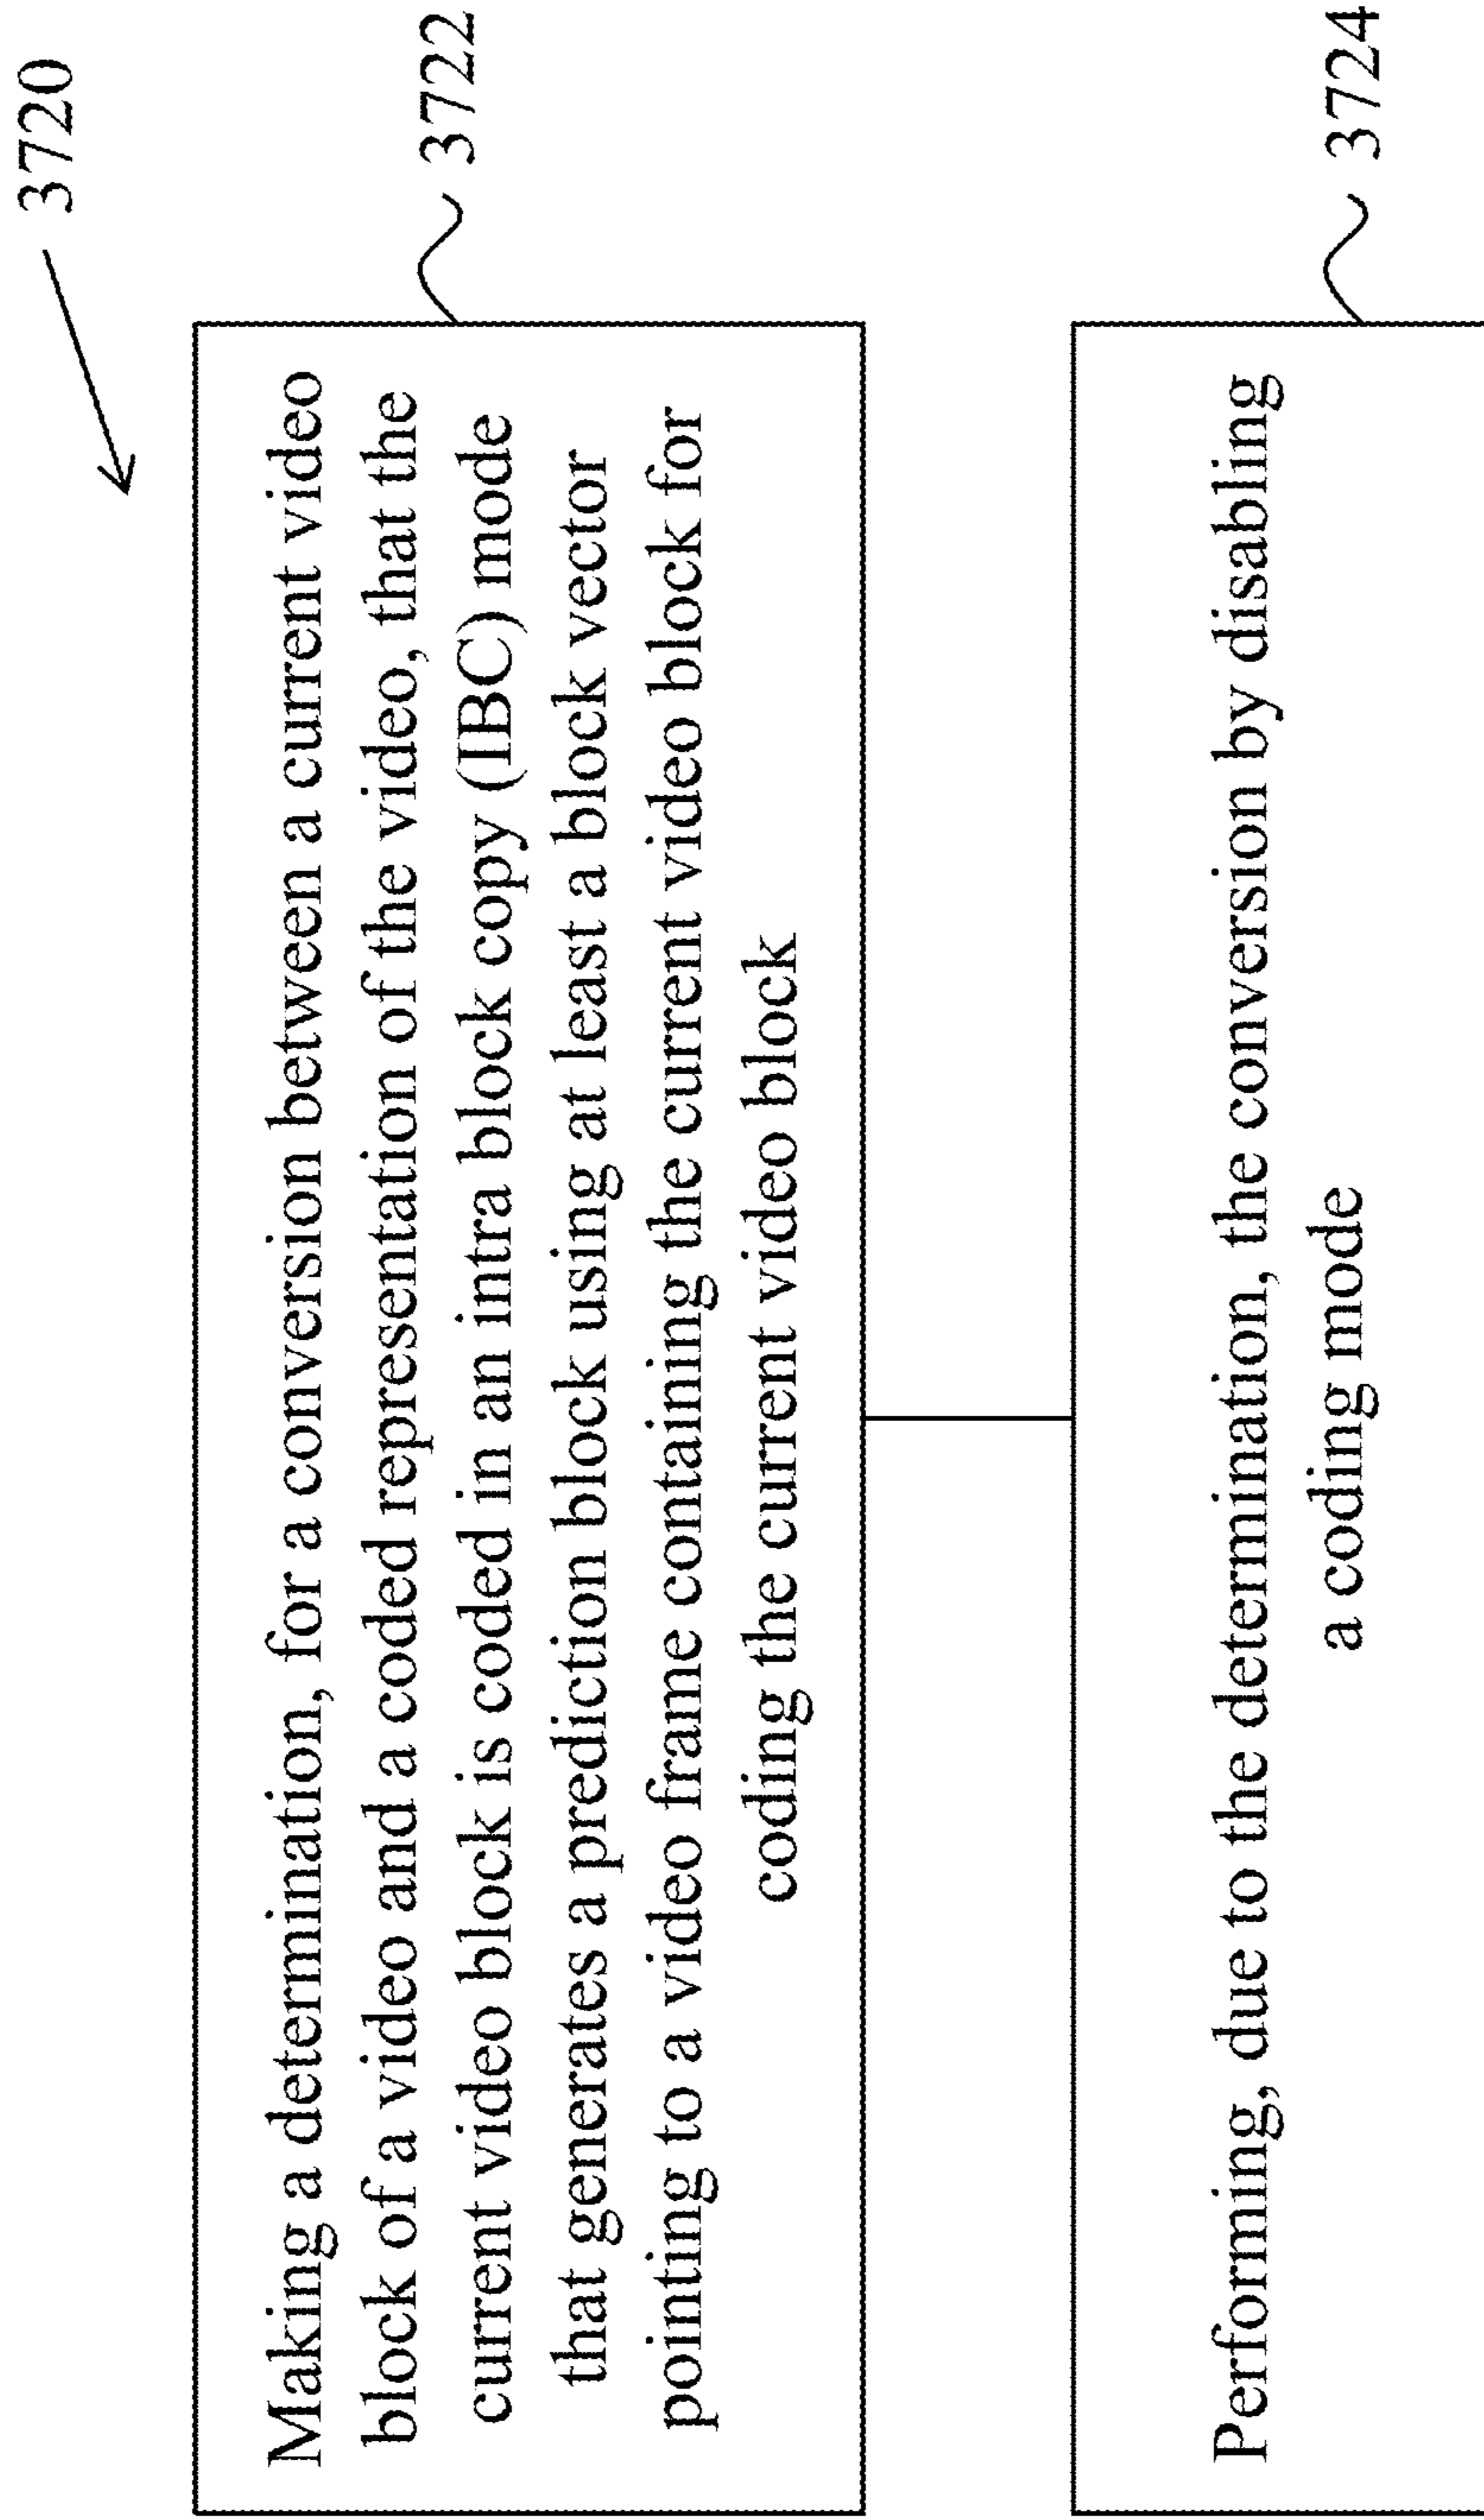 3720
Making a determination, for a conversion between a current video
block of a video and a coded representation of the video, that the
current video block is coded in an intra block copy (IBC) mode
that generates a prediction block using at least a block vector
pointing to a video frame containing the current video block for
coding the current video block
3722
Performing, due to the determination, the conversion by disabling
a coding mode
3724